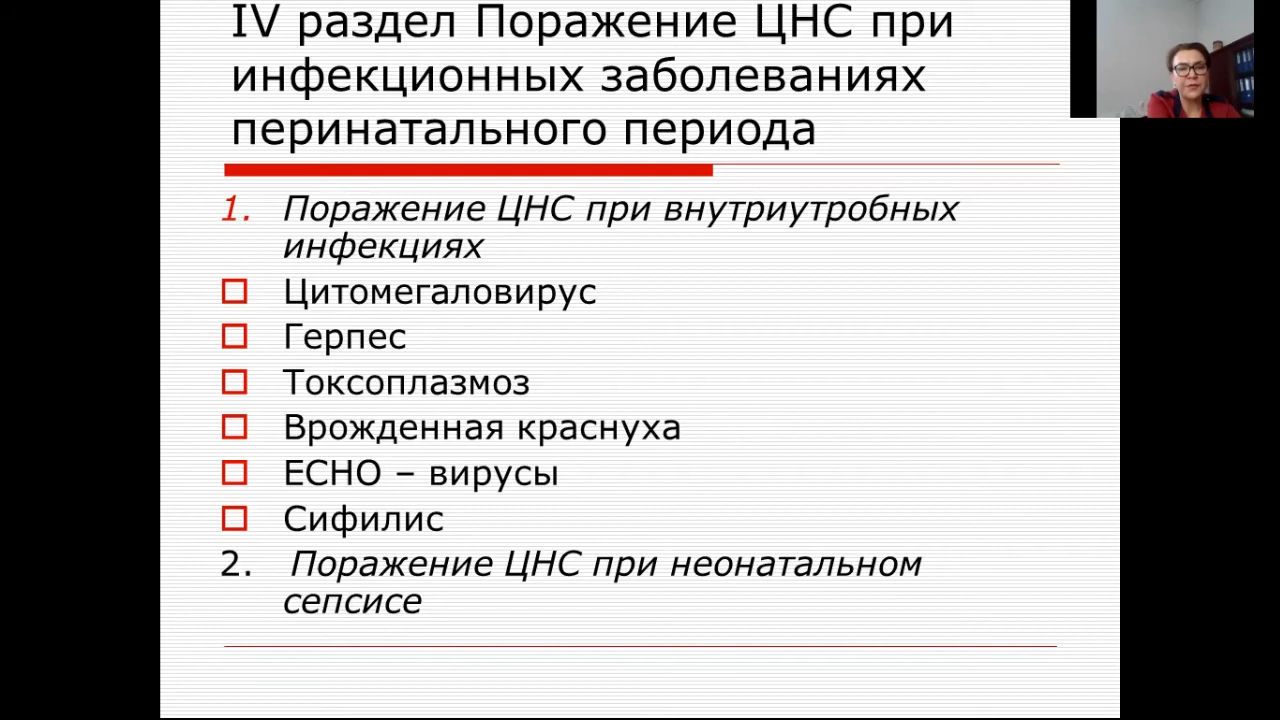 IV раздел Поражение ЦНС при
инфекционных заболеваниях
перинатального периода
1. Поражение ЦНС при внутриутробных
инфекциях
Цитомегаловирус
Герпес
Токсоплазмоз
Врожденная краснуха
ЕСНО – вирусы
Сифилис
2. Поражение ЦНС при неонатальном
сепсисе